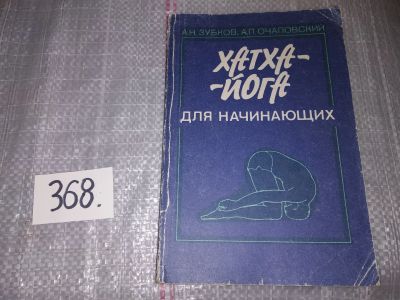 А.Н. ЗУБКОВ, А.П. ОЧАПОВСКИЙ
ХАТХА-
-ЙОГА
ДЛЯ НАЧИНАЮЩИХ
368.